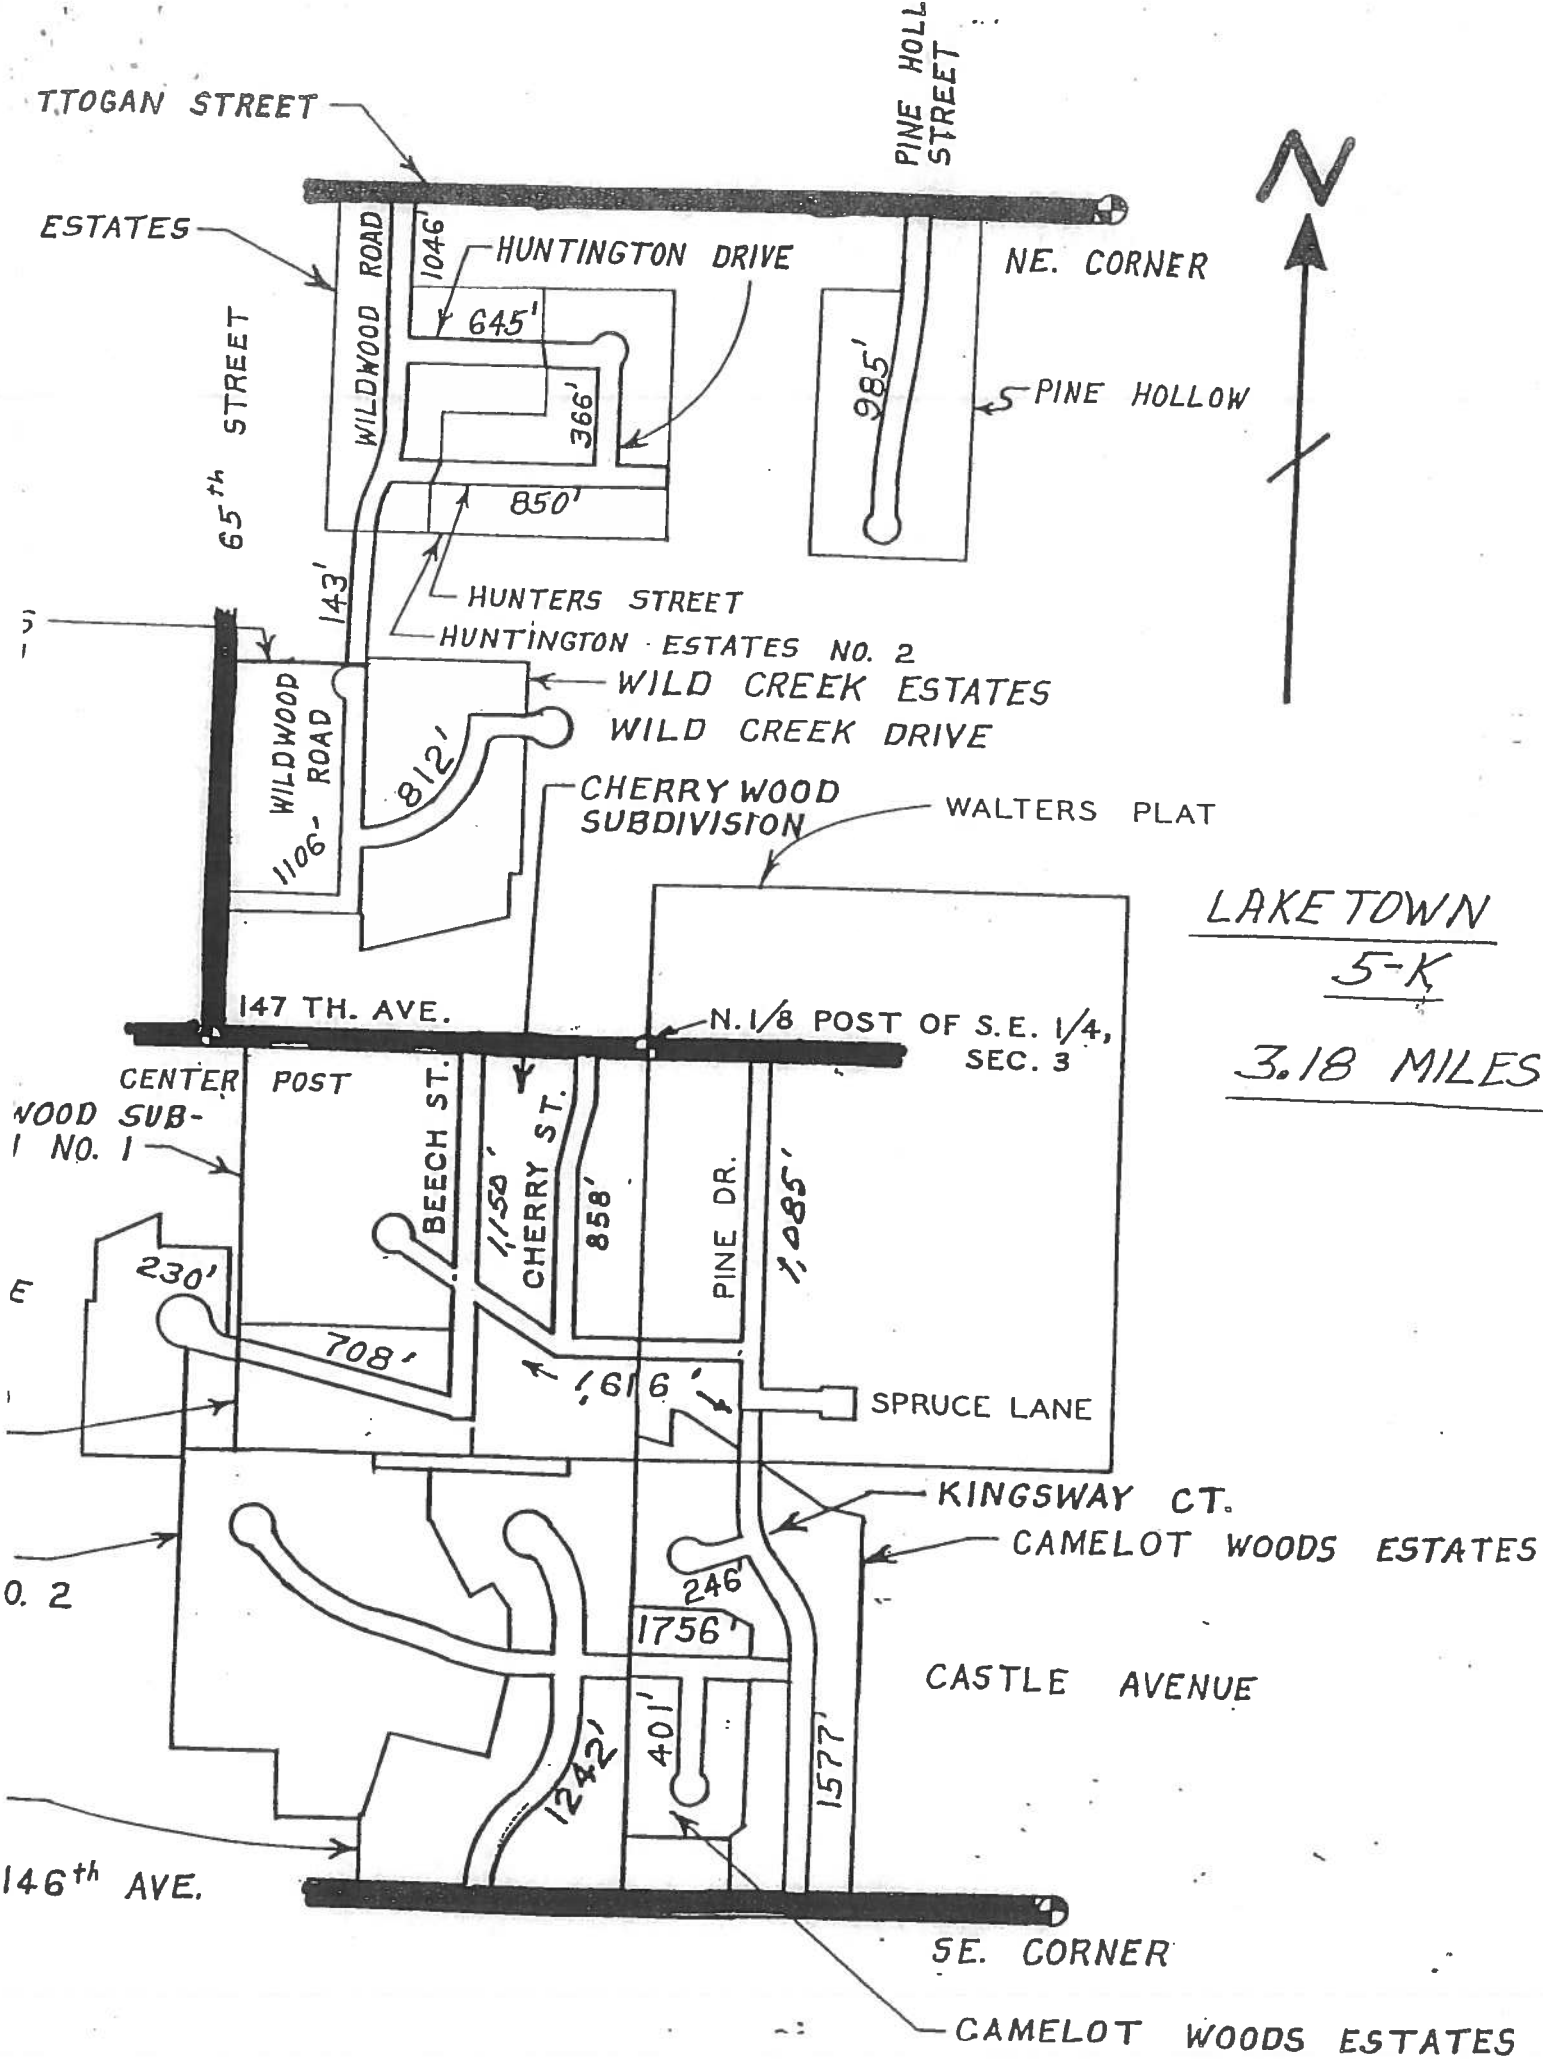 PINE HOLL
STREET
TTOGAN STREET
N
ESTATES
WILDWOOD ROAD
1046'
HUNTINGTON DRIVE
NE. CORNER
645'
65th STREET
985'
366'
PINE HOLLOW
850'
143'
HUNTERS STREET
HUNTINGTON ESTATES NO. 2
WILD CREEK ESTATES
WILDWOOD
ROAD
1106-
812'
WILD CREEK DRIVE
CHERRY WOOD
SUBDIVISION
WALTERS PLAT
LAKETOWN
5-K
3.18 MILES
147 TH. AVE.
N. 1/8 POST OF S.E. 1/4,
SEC. 3
CENTER POST
WOOD SUB-
NO. 1
BEECH ST.
1,150'
CHERRY ST.
858'
PINE DR.
1,085'
E
230'
708'
1,616'
SPRUCE LANE
KINGSWAY CT.
CAMELOT WOODS ESTATES
O. 2
246'
1756'
CASTLE AVENUE
401'
1242'
1577'
146th AVE.
SE. CORNER
CAMELOT WOODS ESTATES